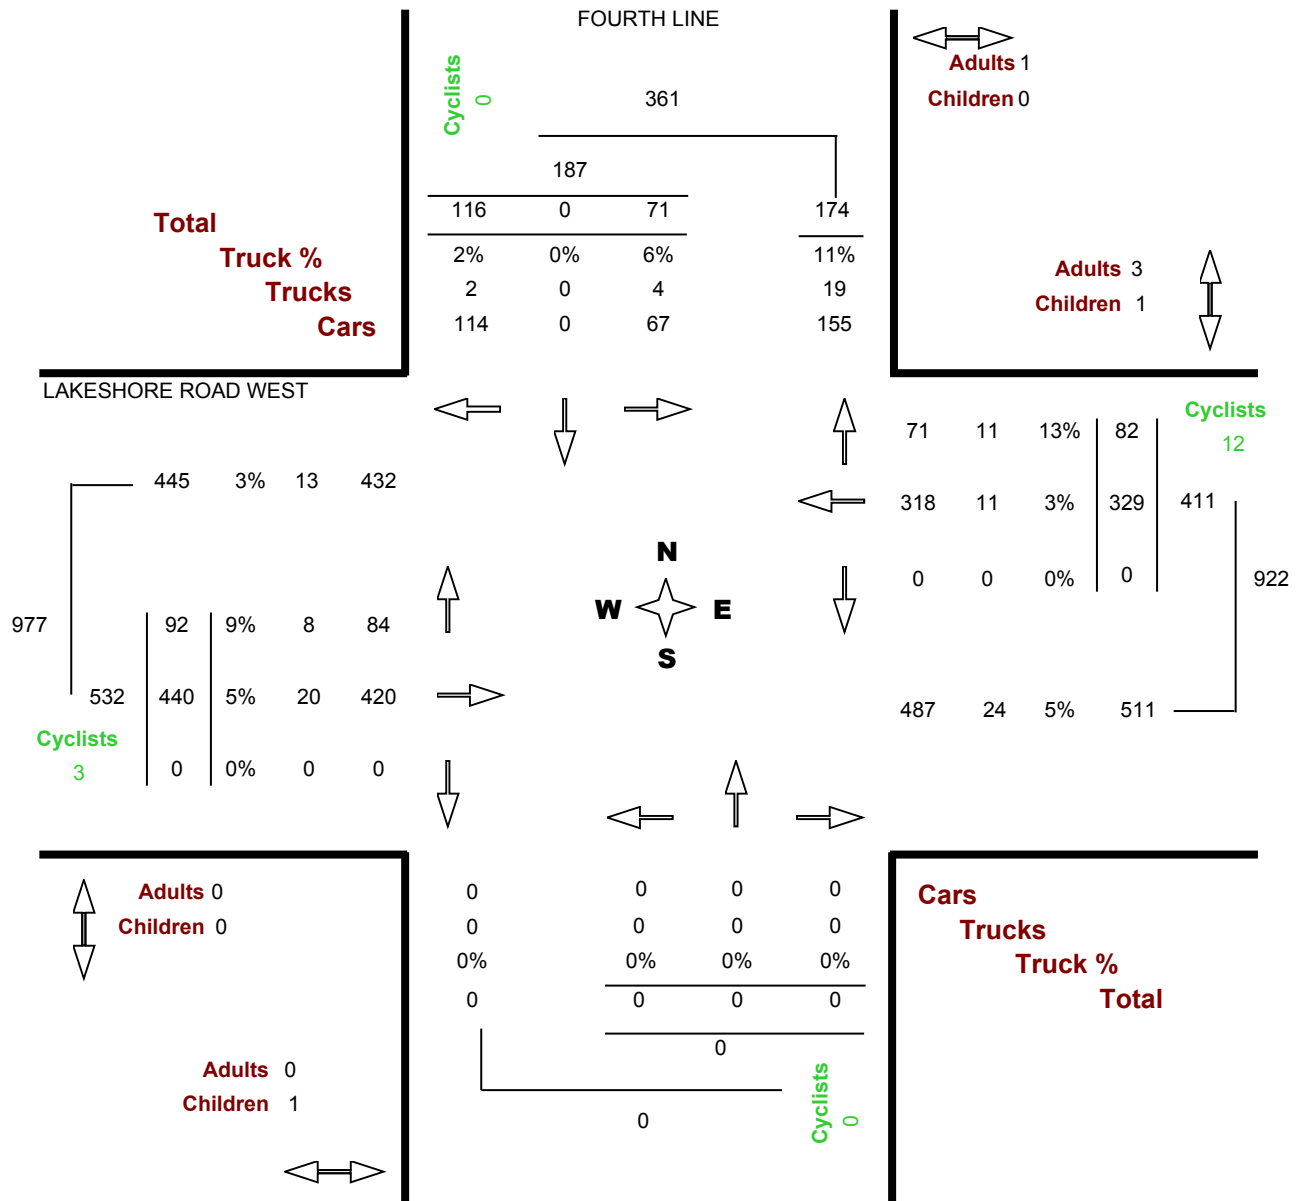 FOURTH LINE
Adults 1
Children 0
Cyclists
0
361
187
Total 116 0 71 174
Truck % 2% 0% 6% 11%
Trucks 2 0 4 19
Cars 114 0 67 155
Adults 3
Children 1
LAKESHORE ROAD WEST
Cyclists
12
71 11 13% 82
445 3% 13 432
318 11 3% 329 411
0 0 0% 0
922
N
W E
S
977
92 9% 8 84
532 440 5% 20 420
487 24 5% 511
Cyclists
3
0 0% 0 0
Adults 0
Children 0
0 0 0 0
0 0 0 0
0% 0% 0% 0%
0 0 0 0
0
0
Cars
Trucks
Truck %
Total
Adults 0
Children 1
Cyclists
0